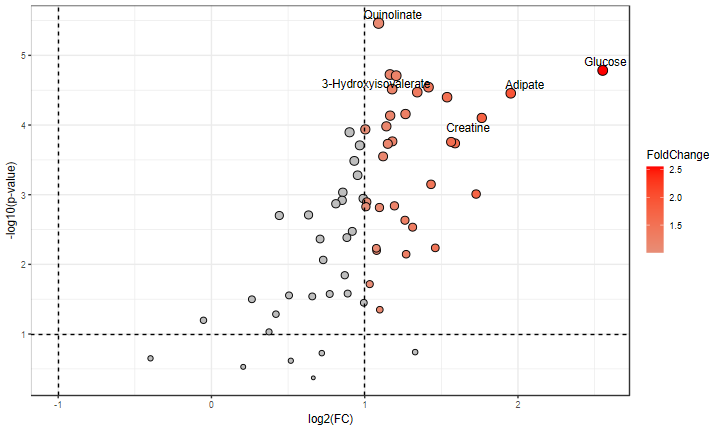 Quinolinate
Glucose
3-Hydroxyisovalerate
Adipate
Creatine
5
4
3
2
1
-log10(p-value)
-1
0
1
2
log2(FC)
FoldChange
2.5
2.0
1.5